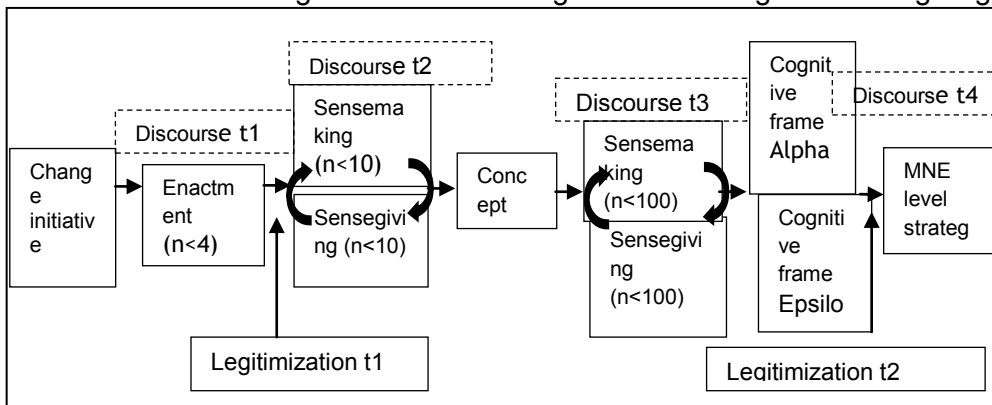 Discourse t1
Discourse t2
Discourse t3
Discourse t4
Chang
e
initiativ
e
Enactm
ent
(n<4)
Sensema
king
(n<10)
Sensegivi
ng (n<10)
Conc
ept
Sensema
king
(n<100)
Sensegivi
ng
(n<100)
Cognit
ive
frame
Alpha
Cogniti
ve
frame
Epsilo
MNE
level
strateg
Legitimization t1
Legitimization t2